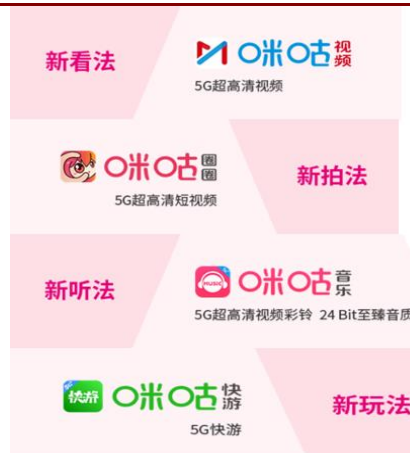 新看法
咪咕视频
5G超高清视频
咪咕圈圈
5G超高清短视频
新拍法
新听法
MUSIC
咪咕音乐
5G超高清视频彩铃 24 Bit至臻音质
快游
咪咕快游
5G快游
新玩法